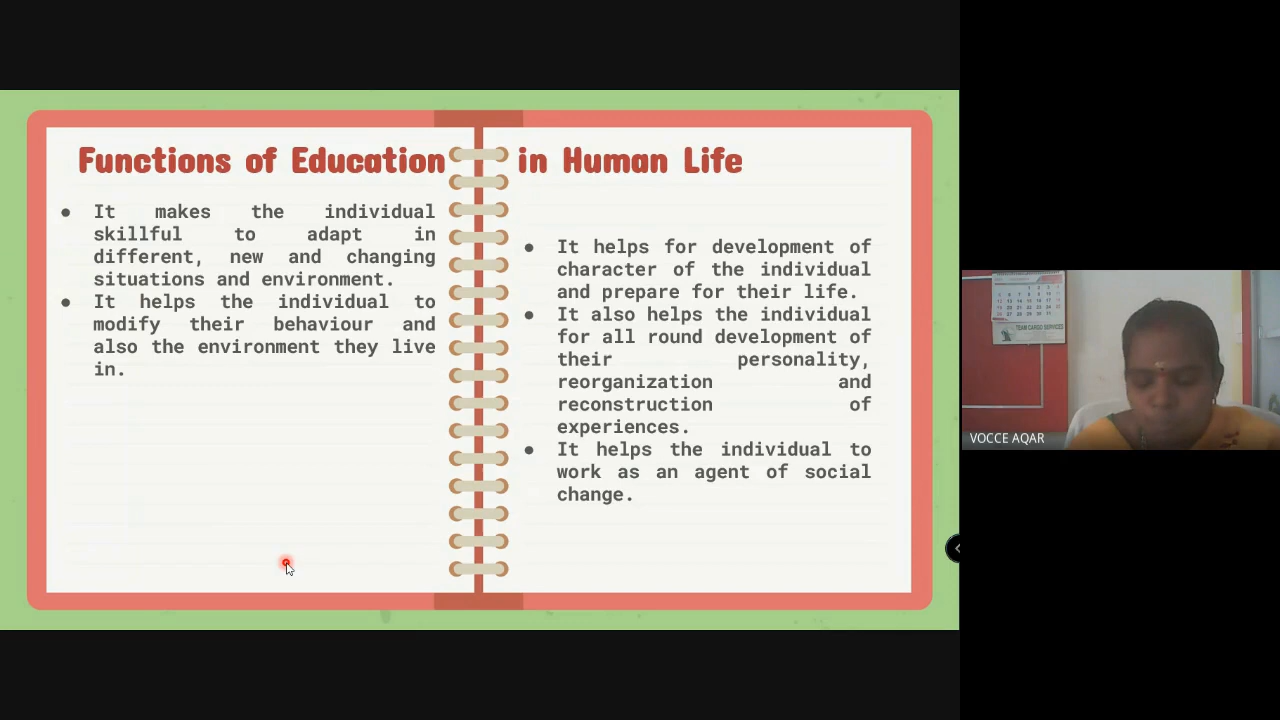 Functions of Education in Human Life
● It makes the individual
skillful to adapt in
different, new and changing
situations and environment.
● It helps the individual to
modify their behaviour and
also the environment they live
in.
● It helps for development of
character of the individual
and prepare for their life.
● It also helps the individual
for all round development of
their personality,
reorganization and
reconstruction of
experiences.
● It helps the individual to
work as an agent of social
change.
TEAM CARGO SERVICES
VOCCE AQAR